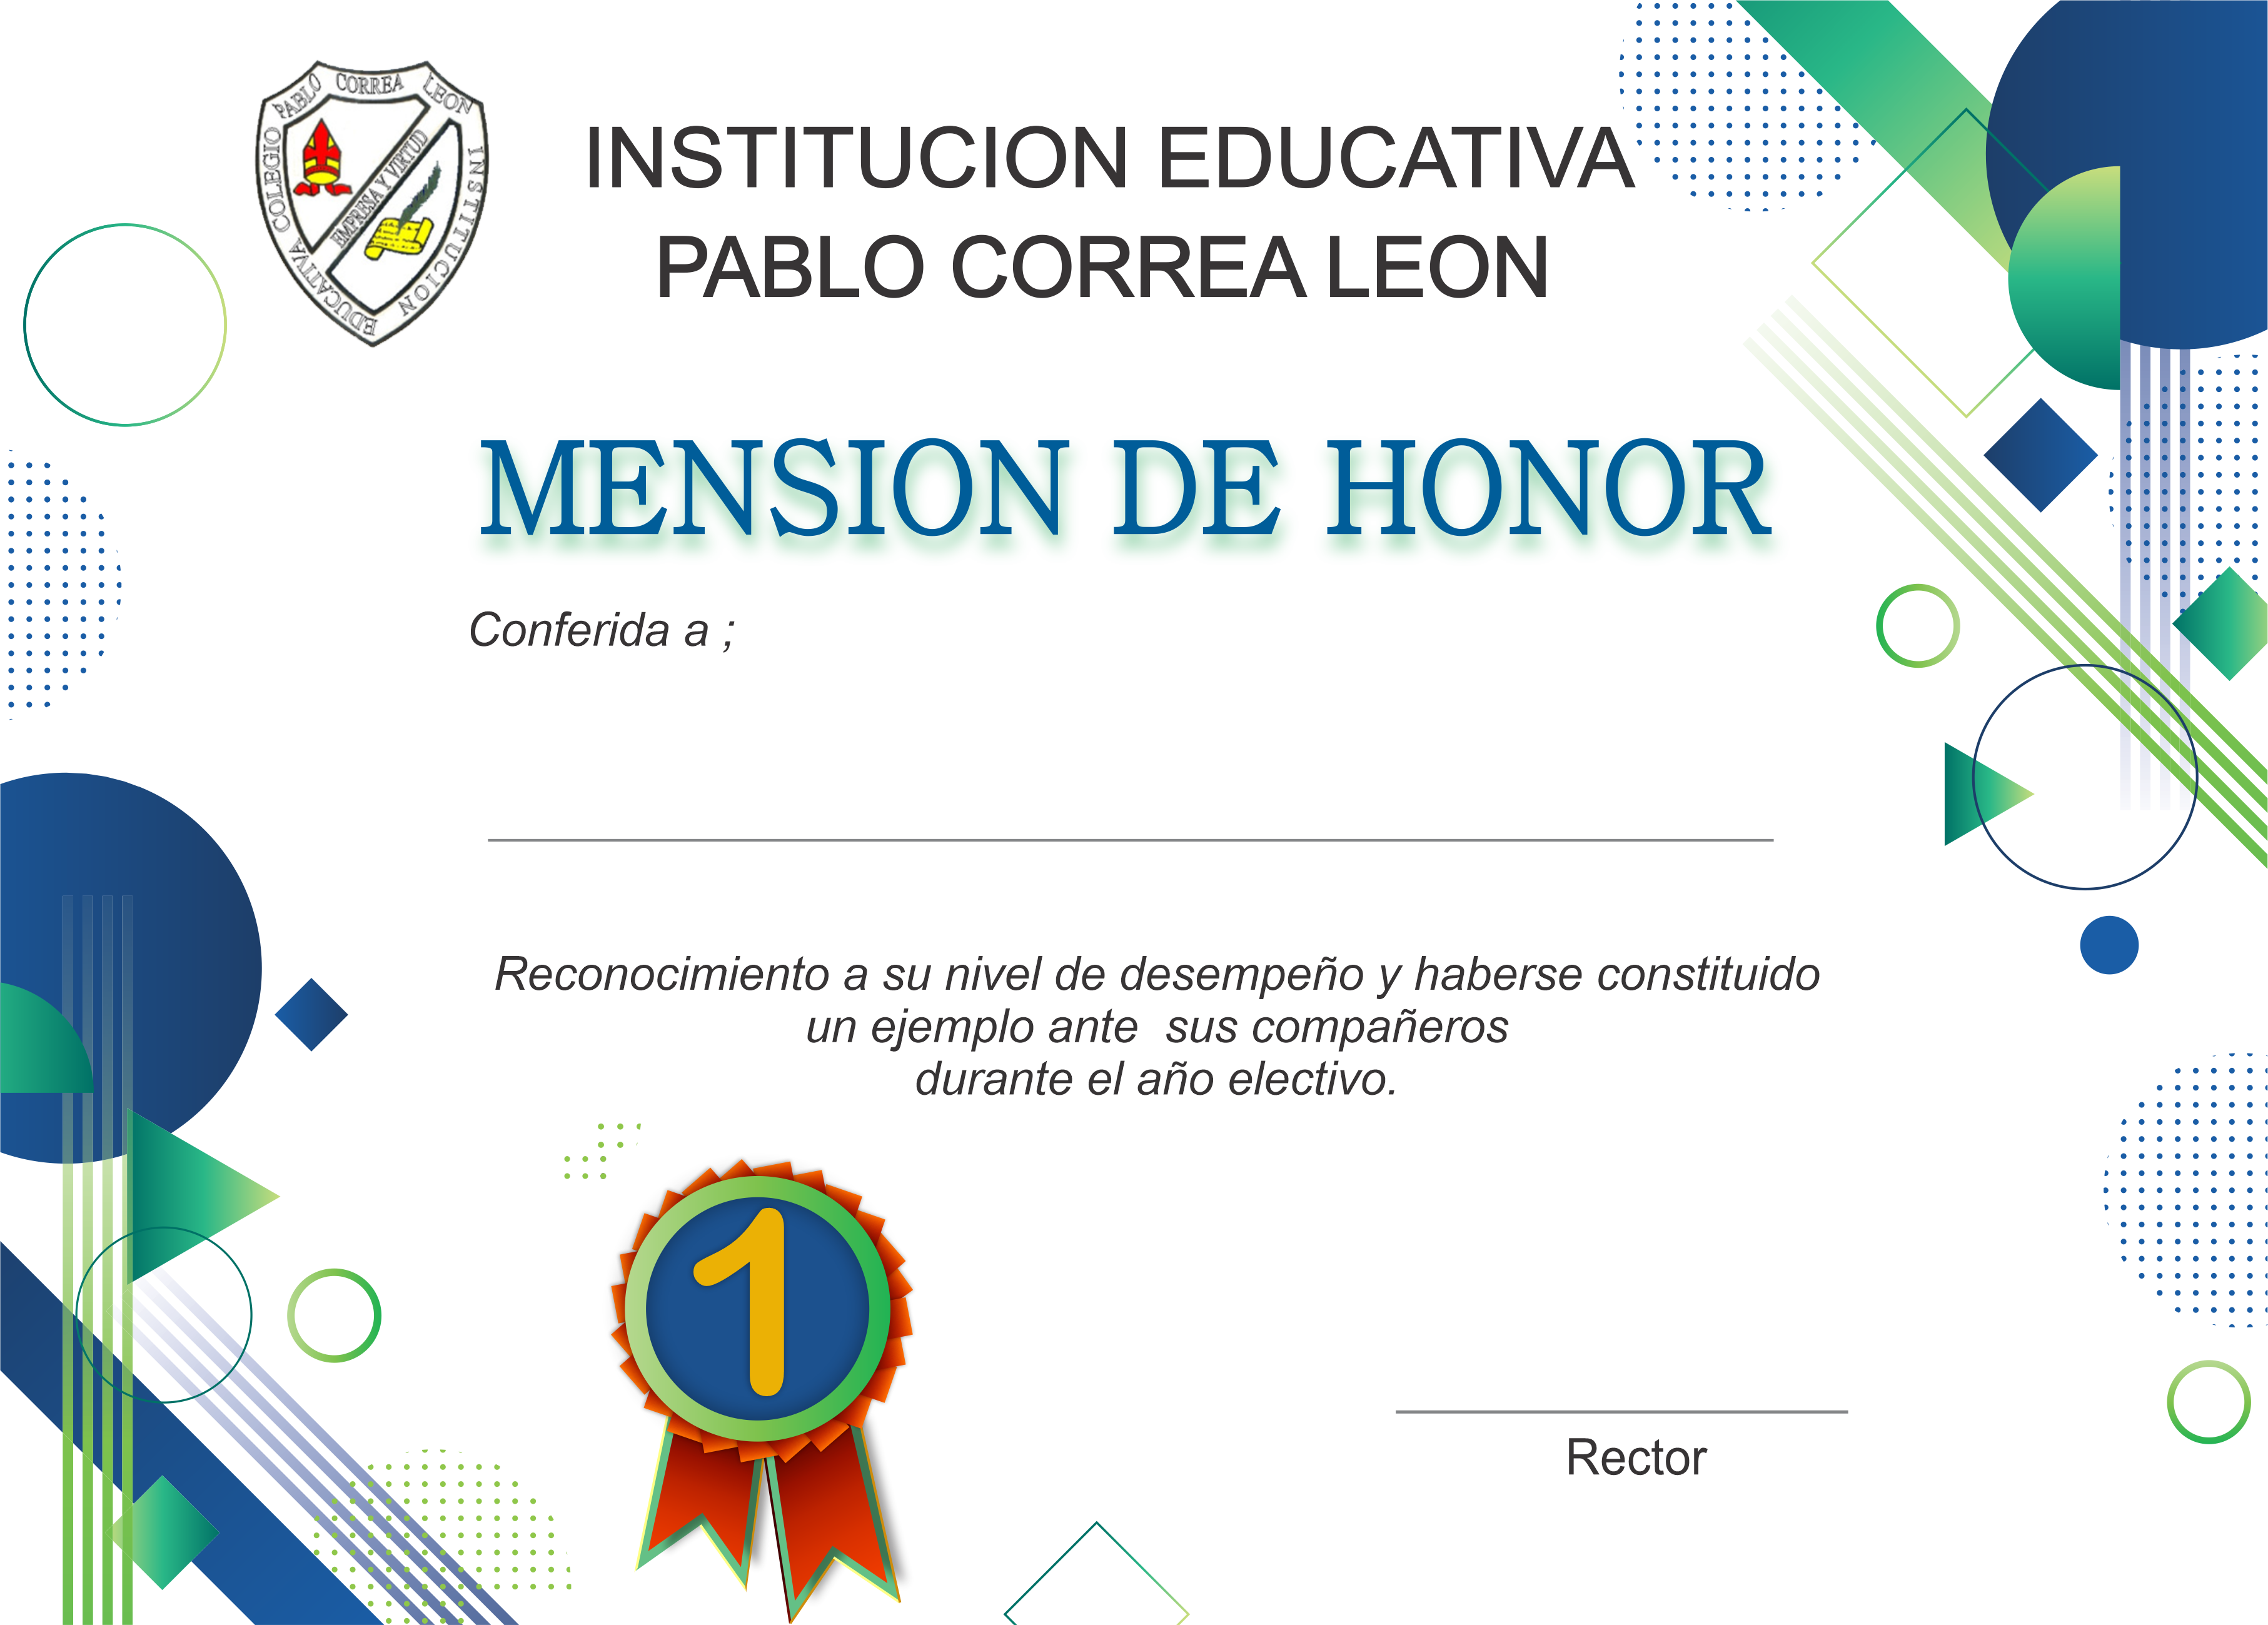 COLEGIO PABLO CORREA LEON
INSTITUCION EDUCATIVA
EMPRESA Y VIRTUD
INSTITUCION EDUCATIVA
PABLO CORREA LEON
MENSION DE HONOR
Conferida a ;
Reconocimiento a su nivel de desempeño y haberse constituido
un ejemplo ante  sus compañeros
durante el año electivo.
1
Rector